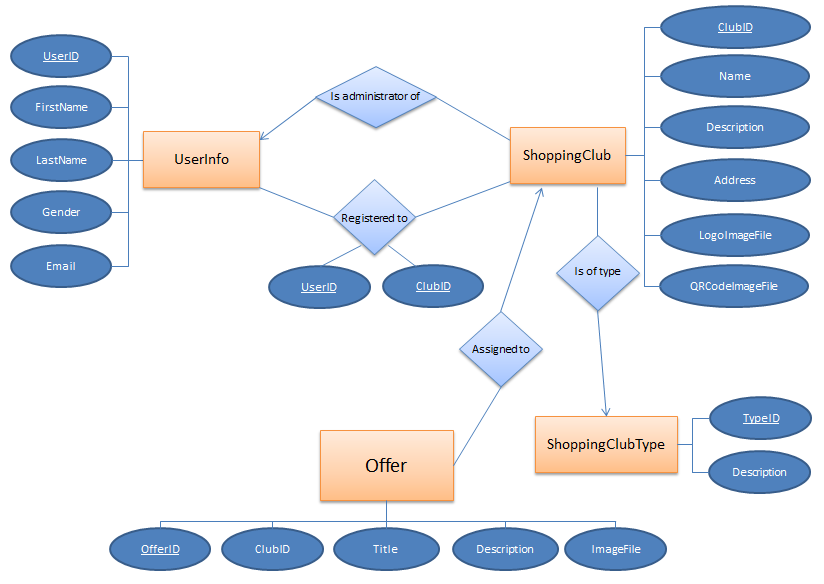 ClubID
UserID
Name
Is administrator of
FirstName
Description
UserInfo
ShoppingClub
LastName
Address
Gender
Registered to
LogoImageFile
Email
Is of type
UserID
ClubID
QRCodeImageFile
Assigned to
TypeID
Offer
ShoppingClubType
Description
OfferID
ClubID
Title
Description
ImageFile